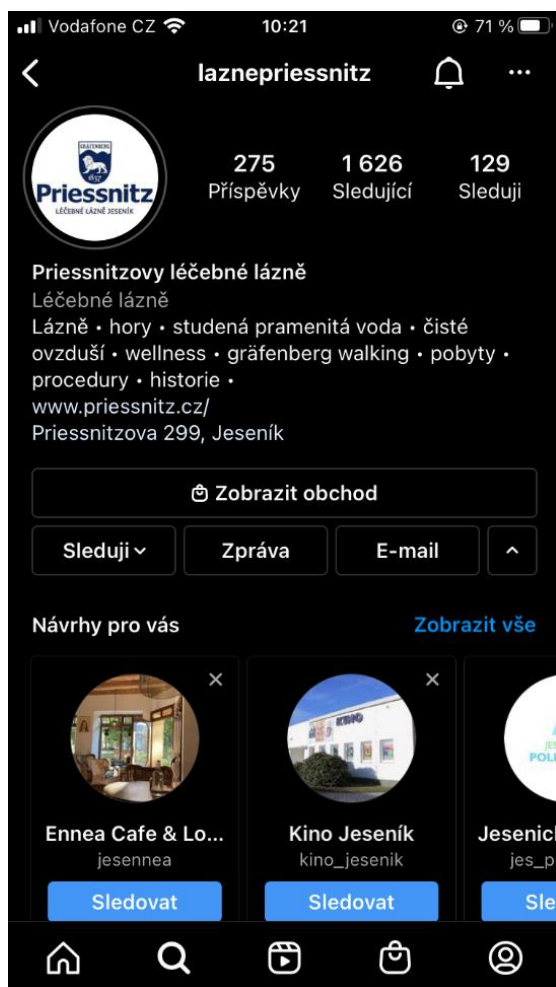 Vodafone CZ 10:21 71 %
laznepriessnitz
GRÄFENBERG
1837
Priessnitz
LÉČEBNÉ LÁZNĚ JESENÍK
275 1 626 129
Příspěvky Sledující Sleduji
Priessnitzovy léčebné lázně
Léčebné lázně
Lázně • hory • studená pramenitá voda • čisté
ovzduší • wellness • gräfenberg walking • pobyty •
procedury • historie •
www.priessnitz.cz/
Priessnitzova 299, Jeseník
Zobrazit obchod
Sleduji Zpráva E-mail
Návrhy pro vás Zobrazit vše
KINO
Ennea Cafe & Lo... Kino Jeseník Jesenic
jesennea kino_jesenik jes_p
Sledovat Sledovat Sle